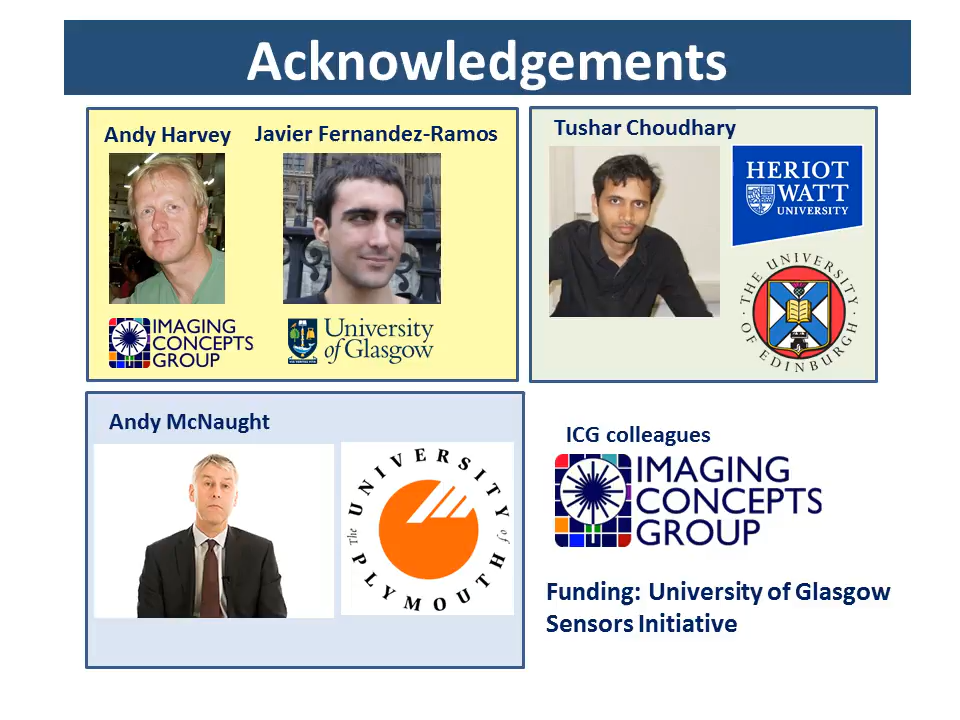 Acknowledgements
Andy Harvey
Javier Fernandez-Ramos
IMAGING
CONCEPTS
GROUP
University
of Glasgow
Tushar Choudhary
HERIOT
WATT
UNIVERSITY
THE UNIVERSITY
OF EDINBURGH
Andy McNaught
The UNIVERSITY of
PLYMOUTH
ICG colleagues
IMAGING
CONCEPTS
GROUP
Funding: University of Glasgow
Sensors Initiative